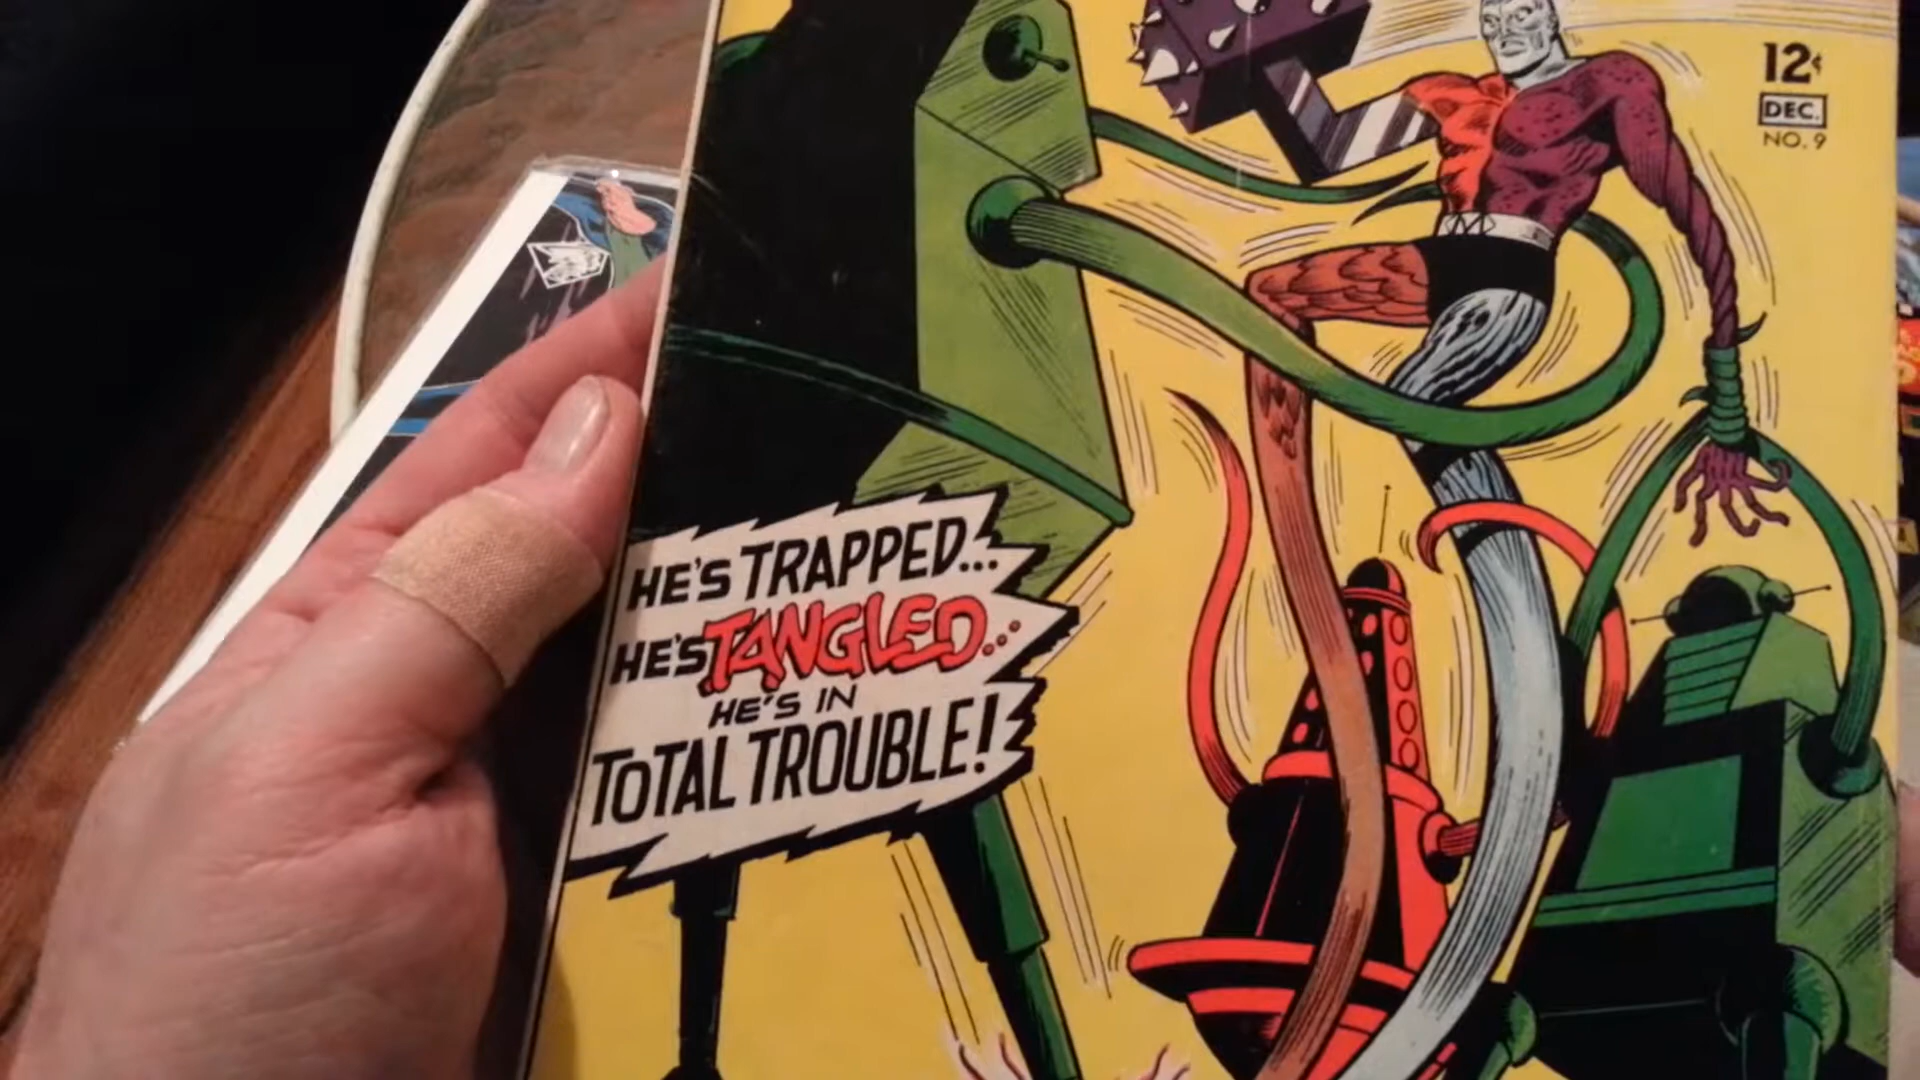 12¢
DEC.
NO. 9
HE'S TRAPPED...
HE'S TANGLED...
HE'S IN
TOTAL TROUBLE!